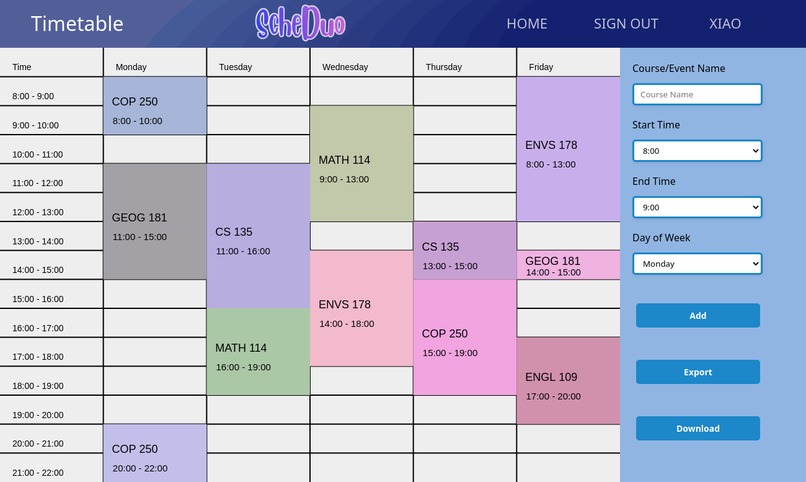 Timetable
ScheDuo
HOME
SIGN OUT
XIAO
Time
Monday
Tuesday
Wednesday
Thursday
Friday
8:00 - 9:00
9:00 - 10:00
10:00 - 11:00
11:00 - 12:00
12:00 - 13:00
13:00 - 14:00
14:00 - 15:00
15:00 - 16:00
16:00 - 17:00
17:00 - 18:00
18:00 - 19:00
19:00 - 20:00
20:00 - 21:00
21:00 - 22:00
COP 250
8:00 - 10:00
GEOG 181
11:00 - 15:00
COP 250
20:00 - 22:00
CS 135
11:00 - 16:00
MATH 114
16:00 - 19:00
MATH 114
9:00 - 13:00
ENVS 178
14:00 - 18:00
CS 135
13:00 - 15:00
COP 250
15:00 - 19:00
ENVS 178
8:00 - 13:00
GEOG 181
14:00 - 15:00
ENGL 109
17:00 - 20:00
Course/Event Name
Course Name
Start Time
8:00
End Time
9:00
Day of Week
Monday
Add
Export
Download